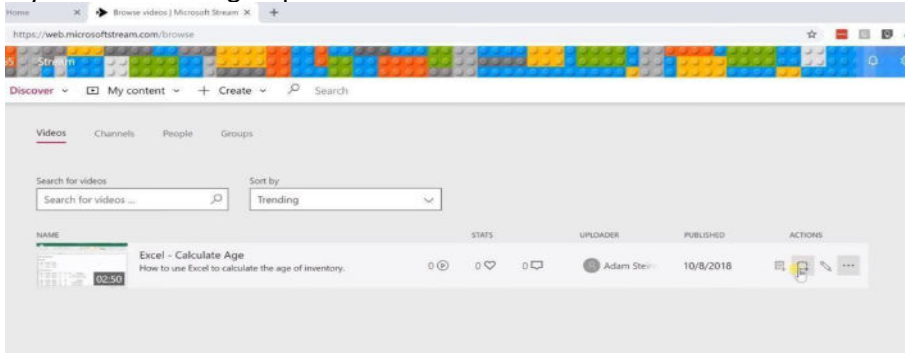 Home × Browse videos | Microsoft Stream × +
https://web.microsoftstream.com/browse
Stream
Discover My content + Create Search
Videos Channels People Groups
Search for videos Sort by
Search for videos ... Trending
NAME STATS UPLOADER PUBLISHED ACTIONS
Excel - Calculate Age
How to use Excel to calculate the age of inventory. 0 0 0 Adam 10/8/2018
02:50